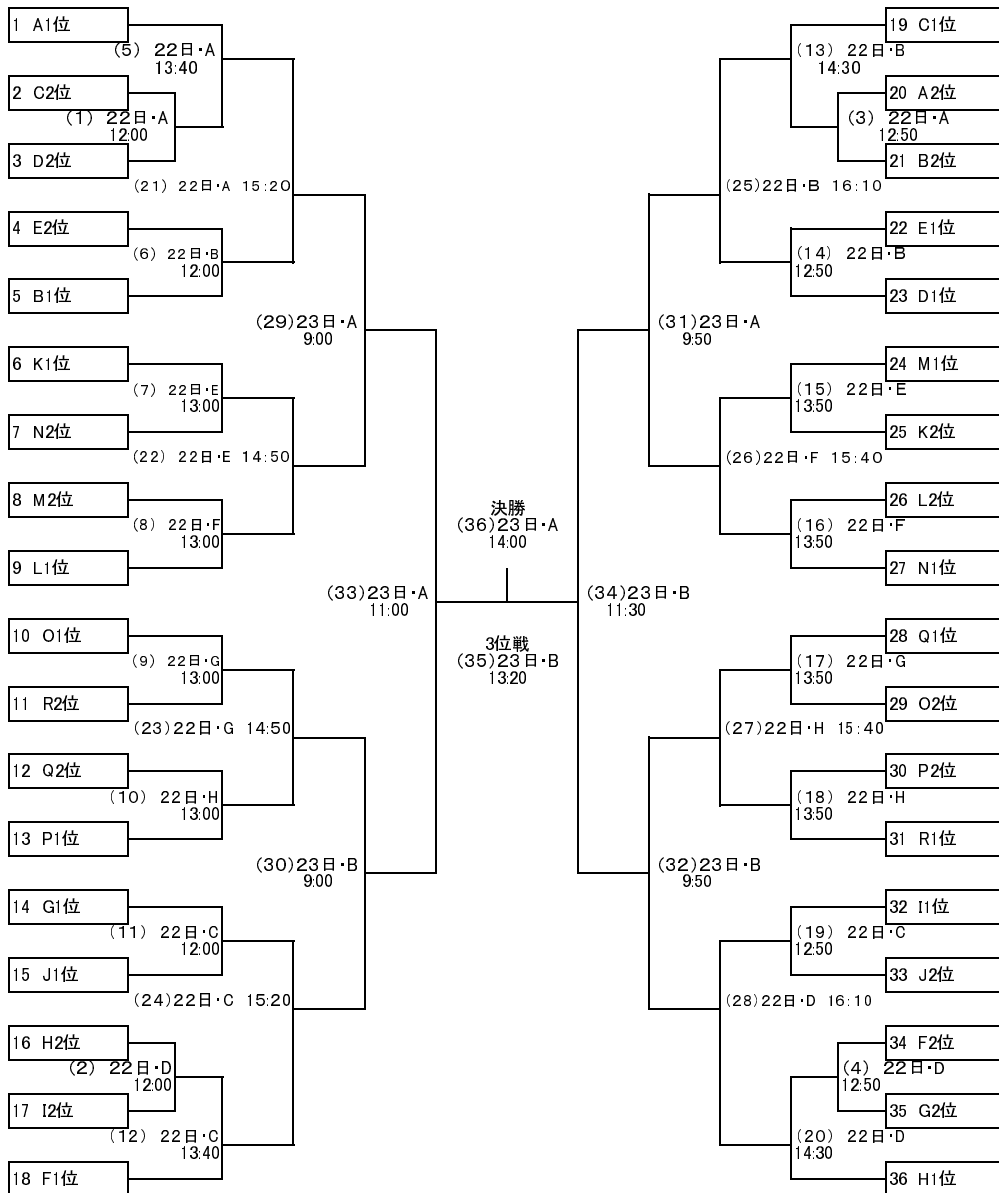 1 A1位
(5) 22日・A
13:40
2 C2位
(1) 22日・A
12:00
3 D2位
(21) 22日・A 15:20
4 E2位
(6) 22日・B
12:00
5 B1位
(29)23日・A
9:00
6 K1位
(7) 22日・E
13:00
7 N2位
(22) 22日・E 14:50
8 M2位
(8) 22日・F
13:00
9 L1位
(33)23日・A
11:00
10 O1位
(9) 22日・G
13:00
11 R2位
(23)22日・G 14:50
12 Q2位
(10) 22日・H
13:00
13 P1位
(30)23日・B
9:00
14 G1位
(11) 22日・C
12:00
15 J1位
(24)22日・C 15:20
16 H2位
(2) 22日・D
12:00
17 I2位
(12) 22日・C
13:40
18 F1位
決勝
(36)23日・A
14:00
3位戦
(35)23日・B
13:20
19 C1位
(13) 22日・B
14:30
20 A2位
(3) 22日・A
12:50
21 B2位
(25)22日・B 16:10
22 E1位
(14) 22日・B
12:50
23 D1位
(31)23日・A
9:50
24 M1位
(15) 22日・E
13:50
25 K2位
(26)22日・F 15:40
26 L2位
(16) 22日・F
13:50
27 N1位
(34)23日・B
11:30
28 Q1位
(17) 22日・G
13:50
29 O2位
(27)22日・H 15:40
30 P2位
(18) 22日・H
13:50
31 R1位
(32)23日・B
9:50
32 I1位
(19) 22日・C
12:50
33 J2位
(28)22日・D 16:10
34 F2位
(4) 22日・D
12:50
35 G2位
(20) 22日・D
14:30
36 H1位